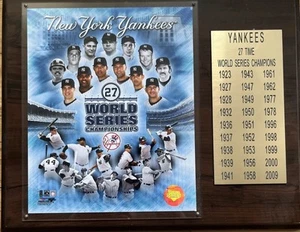 New York Yankees
27
WORLD SERIES
CHAMPIONSHIPS
44
YANKEES
27 TIME
WORLD SERIES CHAMPIONS
1923 1943 1961
1927 1947 1962
1928 1949 1977
1932 1950 1978
1936 1951 1996
1937 1952 1998
1938 1953 1999
1939 1956 2000
1941 1958 2009